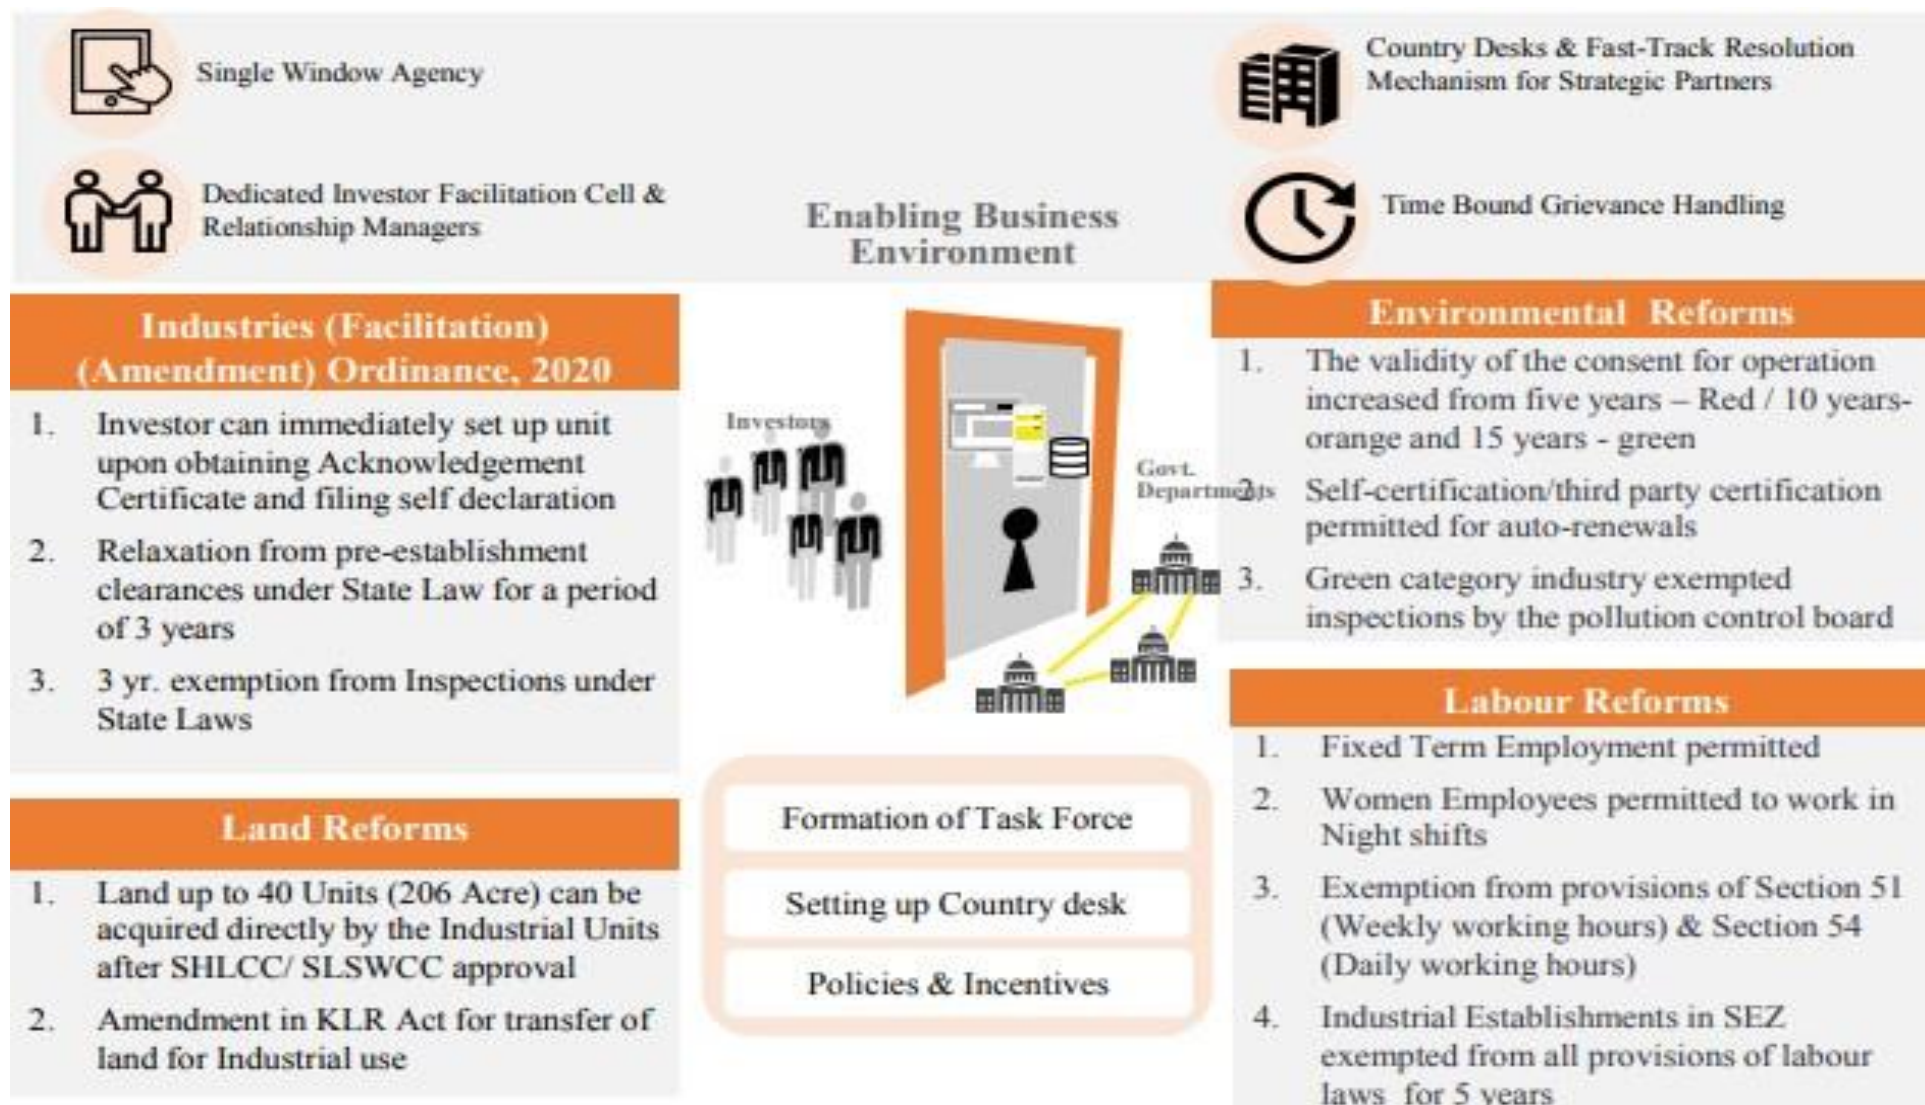 Single Window Agency
Dedicated Investor Facilitation Cell &
Relationship Managers
Enabling Business
Environment
Country Desks & Fast-Track Resolution
Mechanism for Strategic Partners
Time Bound Grievance Handling
Industries (Facilitation)
(Amendment) Ordinance, 2020
1. Investor can immediately set up unit
upon obtaining Acknowledgement
Certificate and filing self declaration
2. Relaxation from pre-establishment
clearances under State Law for a period
of 3 years
3. 3 yr. exemption from Inspections under
State Laws
Land Reforms
1. Land up to 40 Units (206 Acre) can be
acquired directly by the Industrial Units
after SHLCC/ SLSWCC approval
2. Amendment in KLR Act for transfer of
land for Industrial use
Investors
Govt.
Departments
Formation of Task Force
Setting up Country desk
Policies & Incentives
Environmental Reforms
1. The validity of the consent for operation
increased from five years – Red / 10 years-
orange and 15 years - green
2. Self-certification/third party certification
permitted for auto-renewals
3. Green category industry exempted
inspections by the pollution control board
Labour Reforms
1. Fixed Term Employment permitted
2. Women Employees permitted to work in
Night shifts
3. Exemption from provisions of Section 51
(Weekly working hours) & Section 54
(Daily working hours)
4. Industrial Establishments in SEZ
exempted from all provisions of labour
laws for 5 years